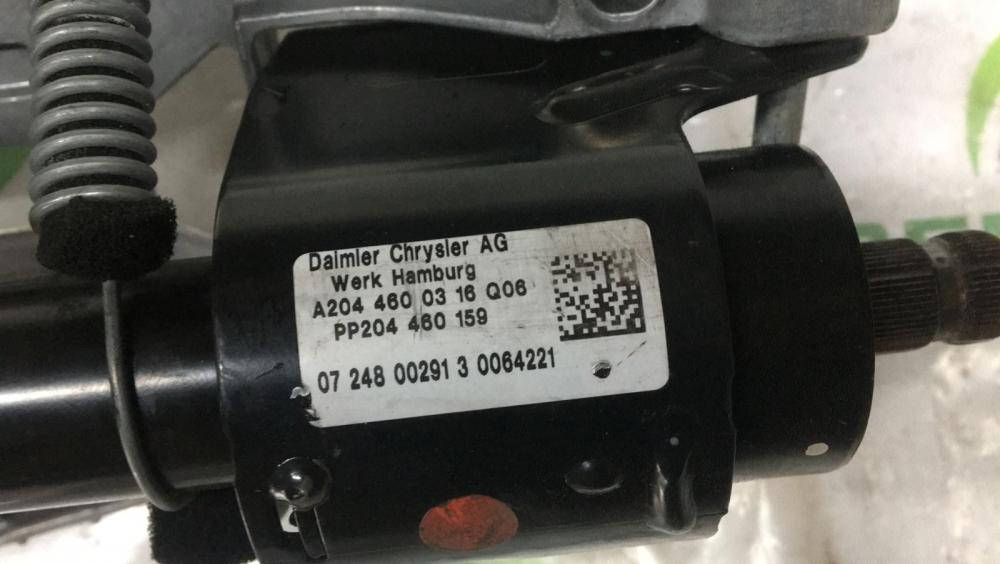 Daimler Chrysler AG
Werk Hamburg
A204 460 03 16 Q06
PP204 460 159
07 248 00291 3 0064221